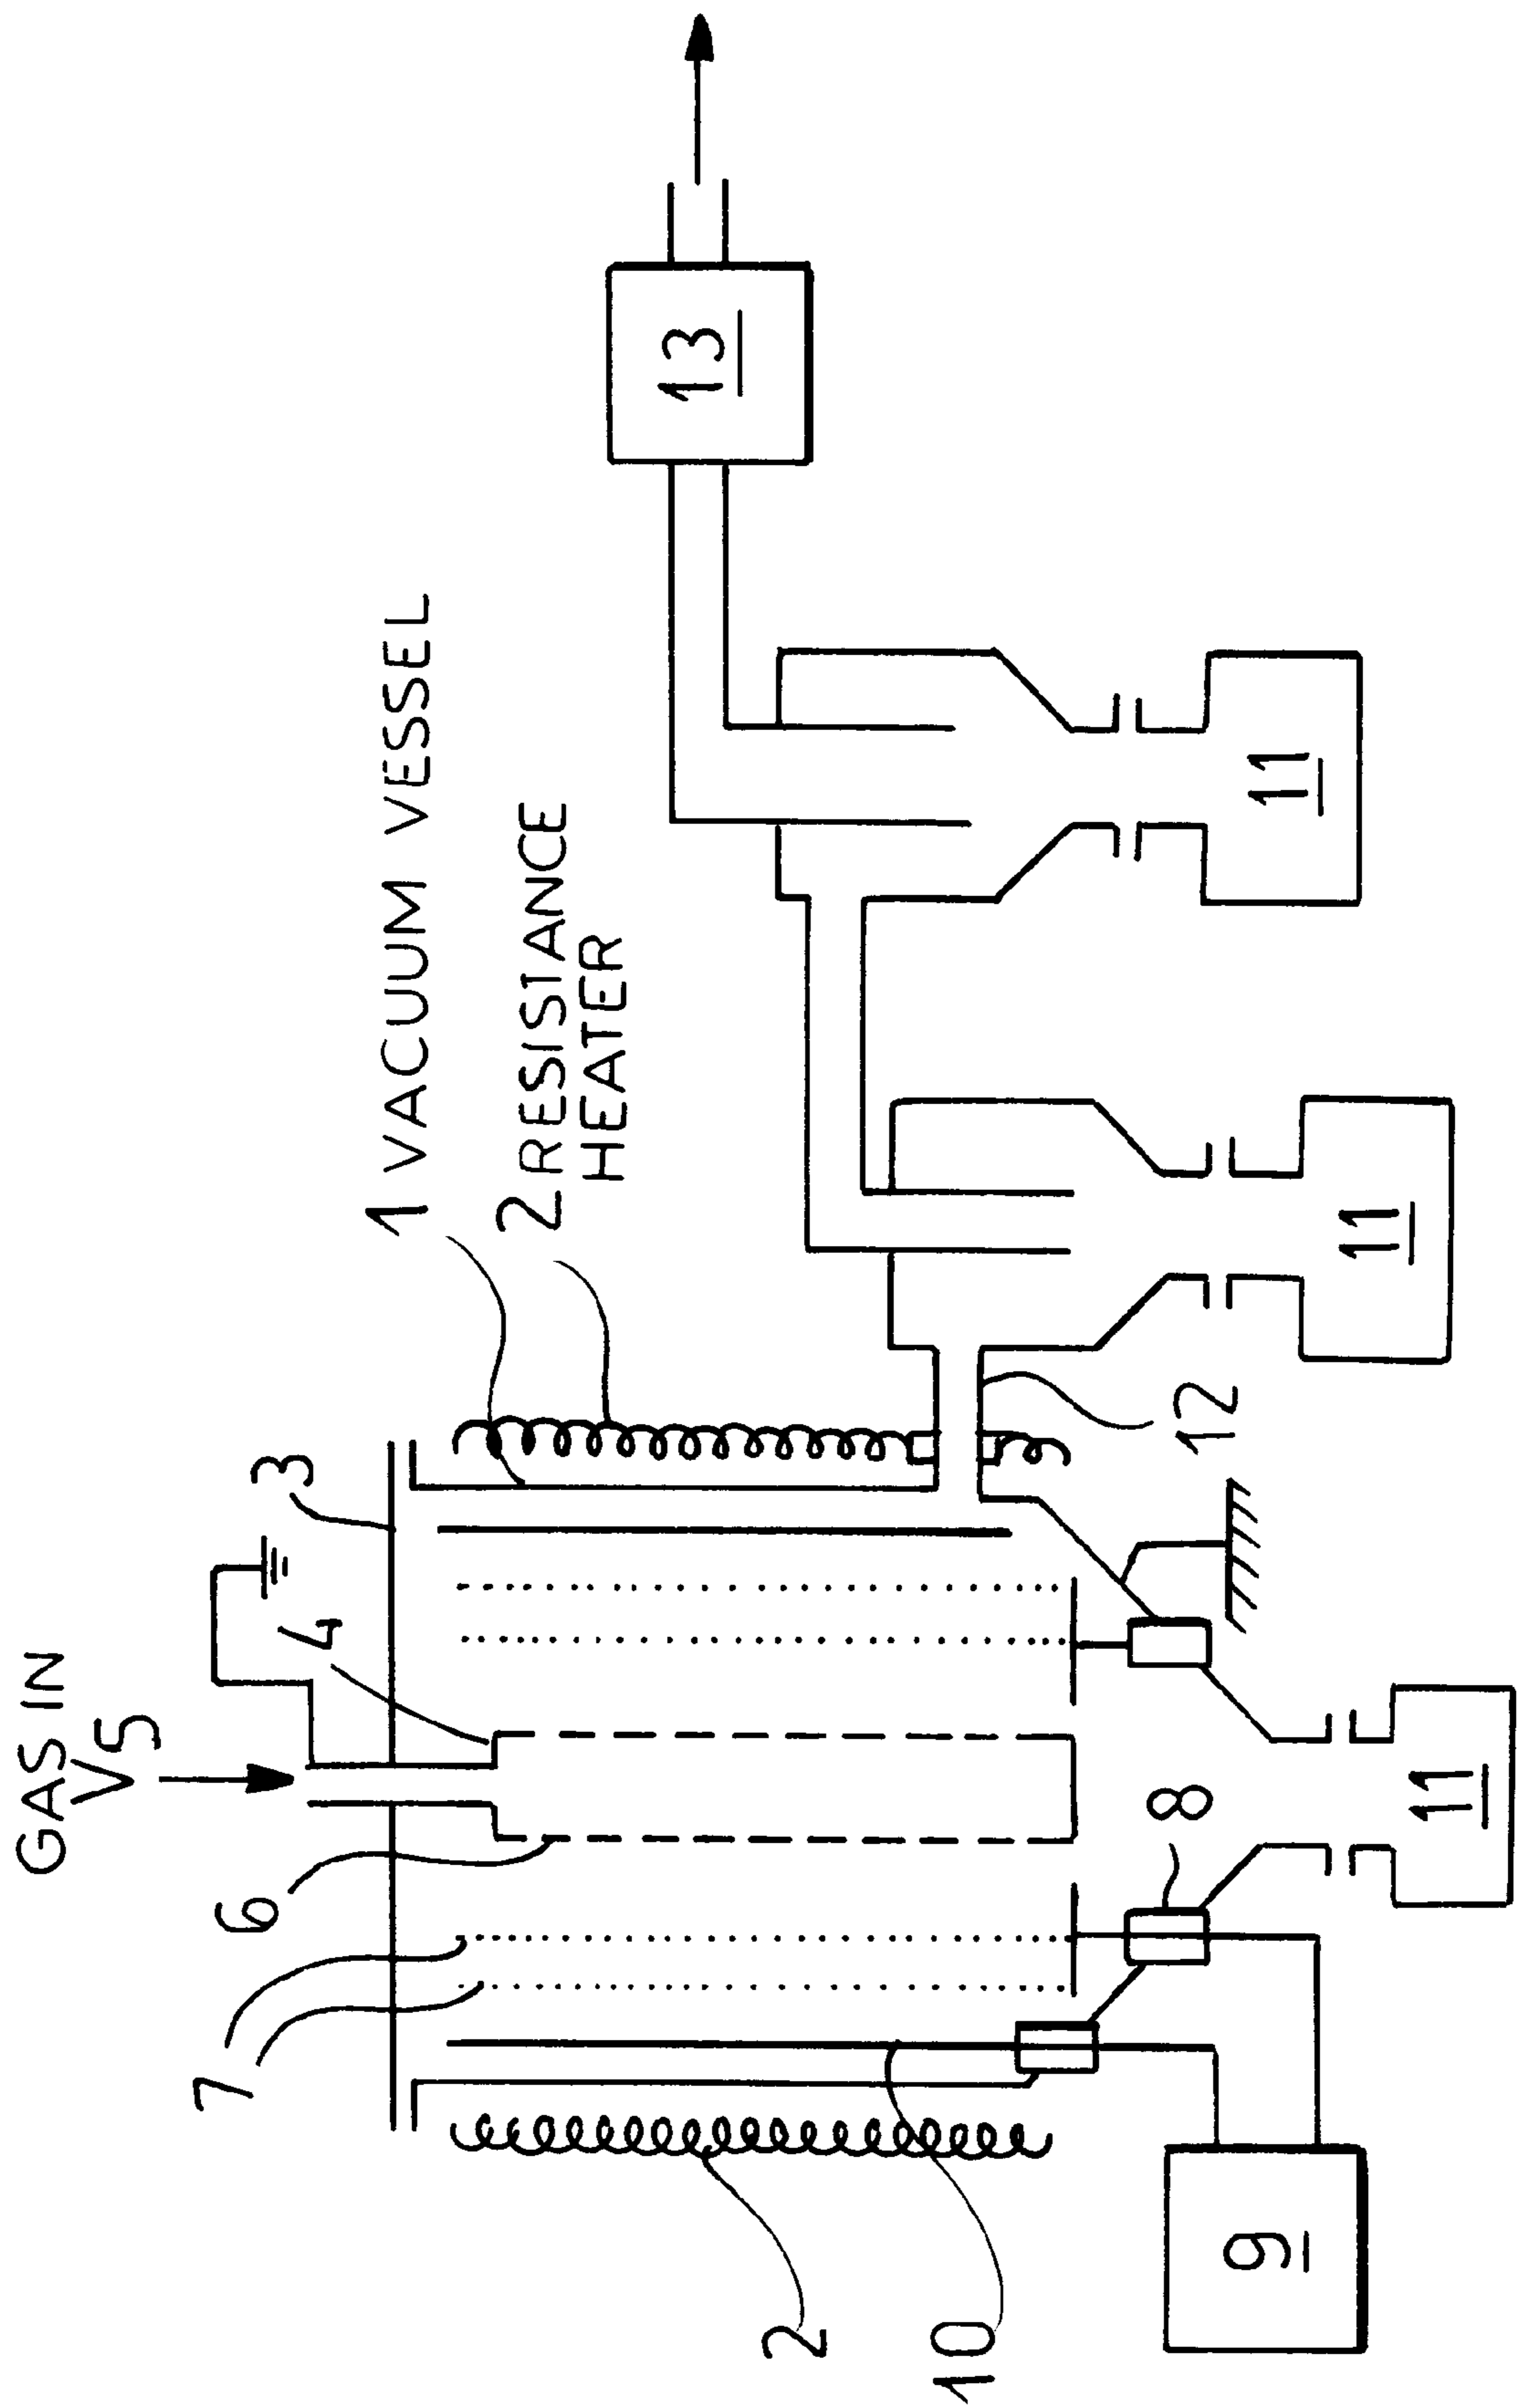 GAS IN
V5
7
6
4
3
1 VACUUM VESSEL
2 RESISTANCE
HEATER
13
2
10
8
12
9
11
11
11